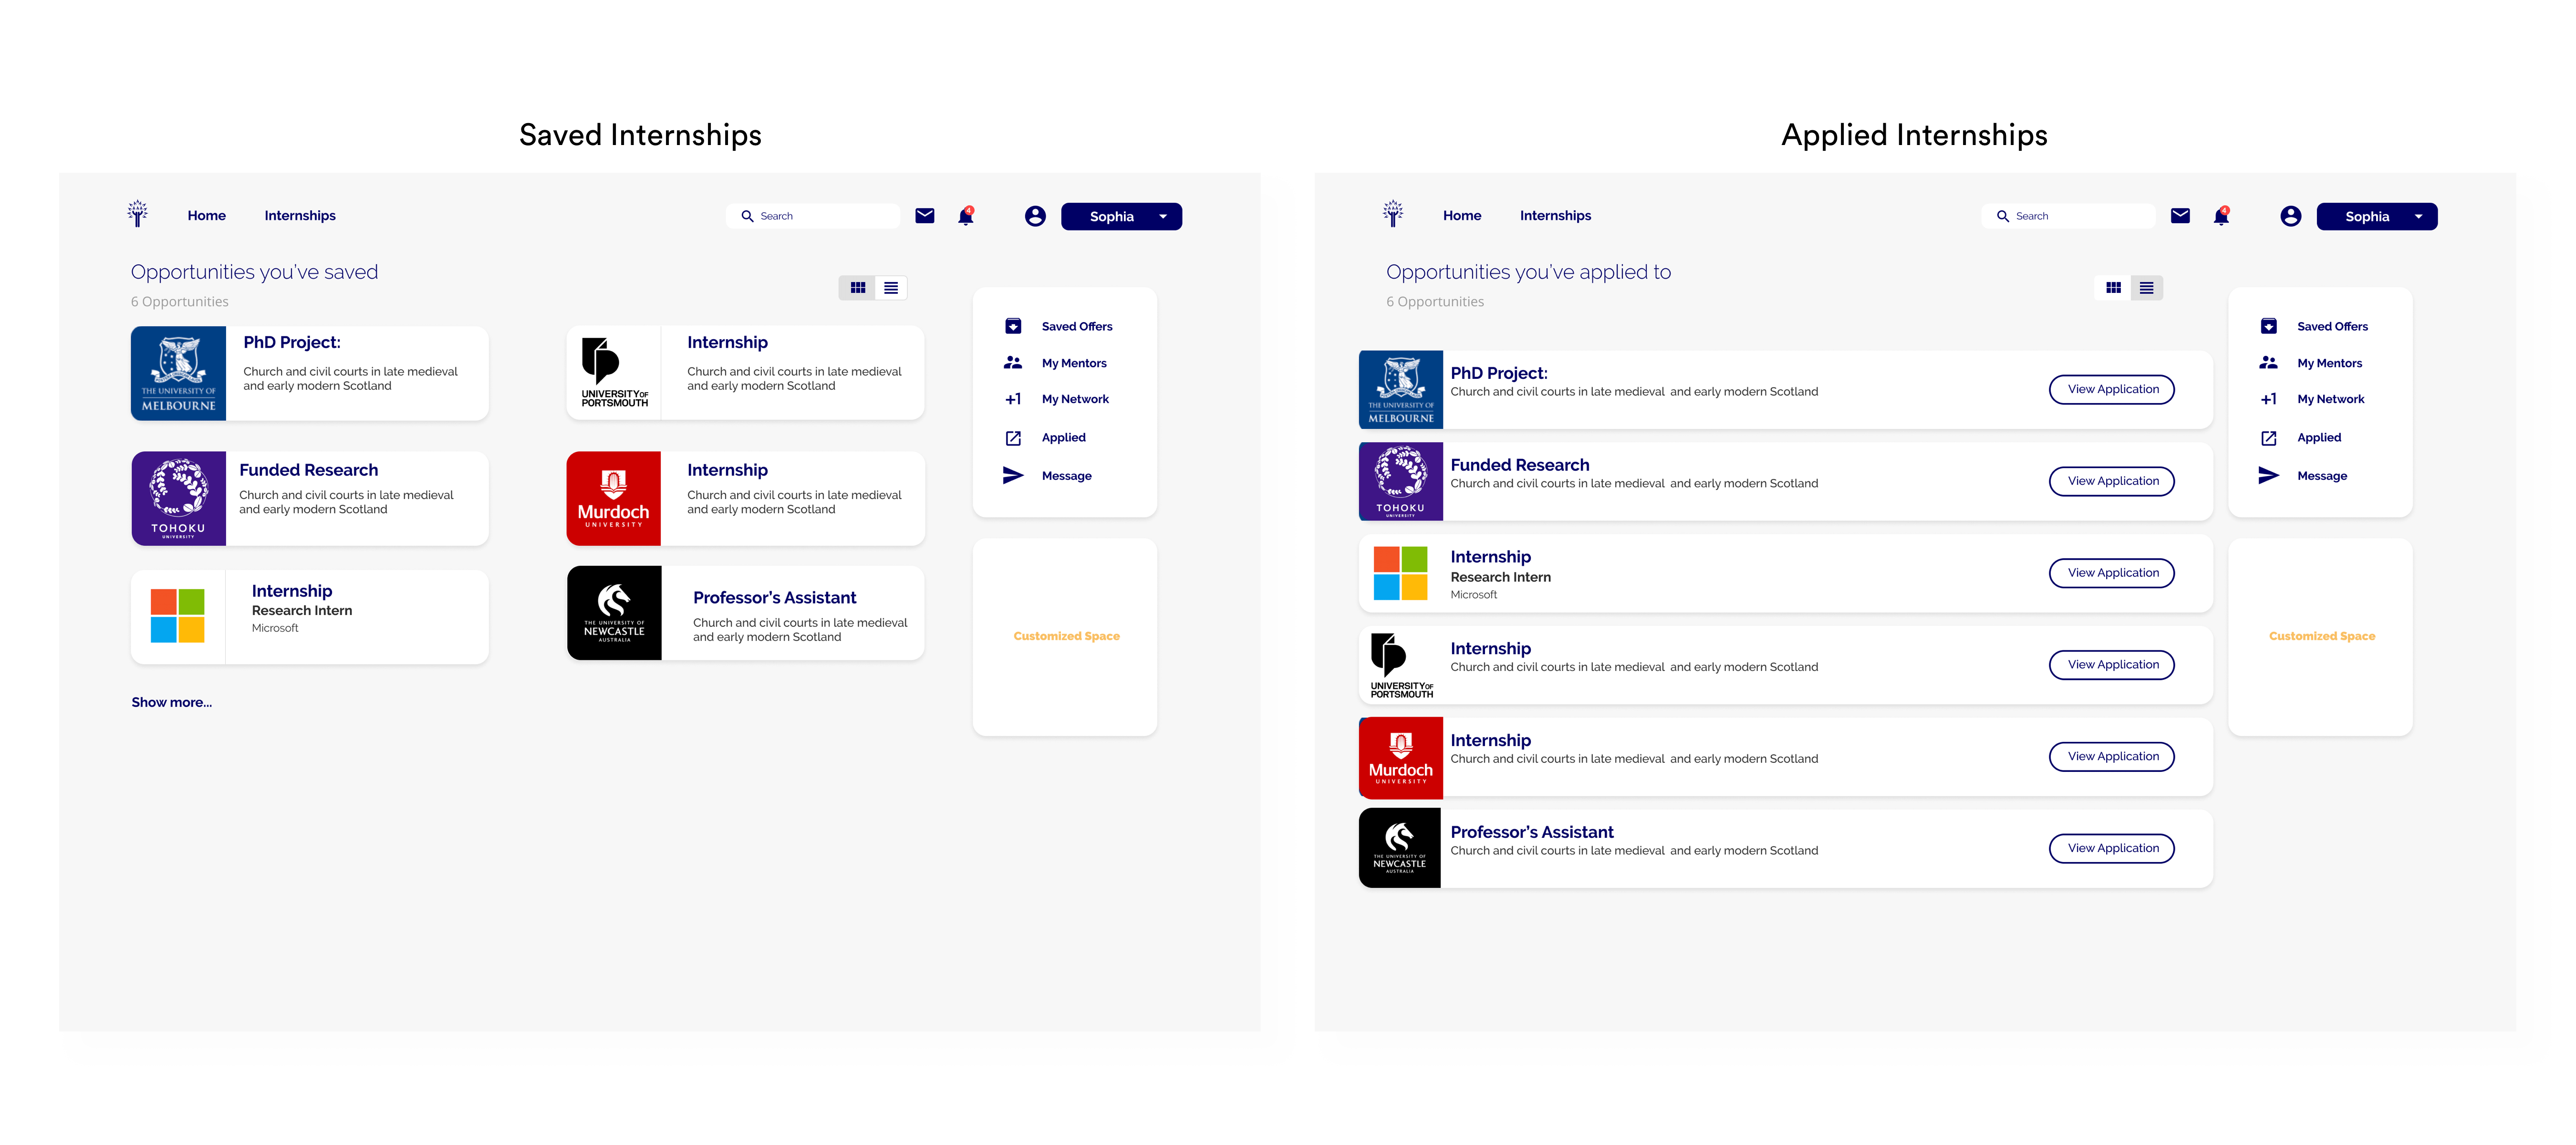 Saved Internships
Home
Internships
Search
4
Sophia
Opportunities you've saved
6 Opportunities
THE UNIVERSITY OF
MELBOURNE
PhD Project:
Church and civil courts in late medieval
and early modern Scotland
UNIVERSITY OF
PORTSMOUTH
Internship
Church and civil courts in late medieval
and early modern Scotland
TOHOKU
UNIVERSITY
Funded Research
Church and civil courts in late medieval
and early modern Scotland
Murdoch
UNIVERSITY
Internship
Church and civil courts in late medieval
and early modern Scotland
Internship
Research Intern
Microsoft
THE UNIVERSITY OF
NEWCASTLE
AUSTRALIA
Professor's Assistant
Church and civil courts in late medieval
and early modern Scotland
Show more...
Saved Offers
My Mentors
+1
My Network
Applied
Message
Customized Space
Applied Internships
Home
Internships
Search
4
Sophia
Opportunities you've applied to
6 Opportunities
THE UNIVERSITY OF
MELBOURNE
PhD Project:
Church and civil courts in late medieval and early modern Scotland
View Application
TOHOKU
UNIVERSITY
Funded Research
Church and civil courts in late medieval and early modern Scotland
View Application
Internship
Research Intern
Microsoft
View Application
UNIVERSITY OF
PORTSMOUTH
Internship
Church and civil courts in late medieval and early modern Scotland
View Application
Murdoch
UNIVERSITY
Internship
Church and civil courts in late medieval and early modern Scotland
View Application
THE UNIVERSITY OF
NEWCASTLE
AUSTRALIA
Professor's Assistant
Church and civil courts in late medieval and early modern Scotland
View Application
Saved Offers
My Mentors
+1
My Network
Applied
Message
Customized Space